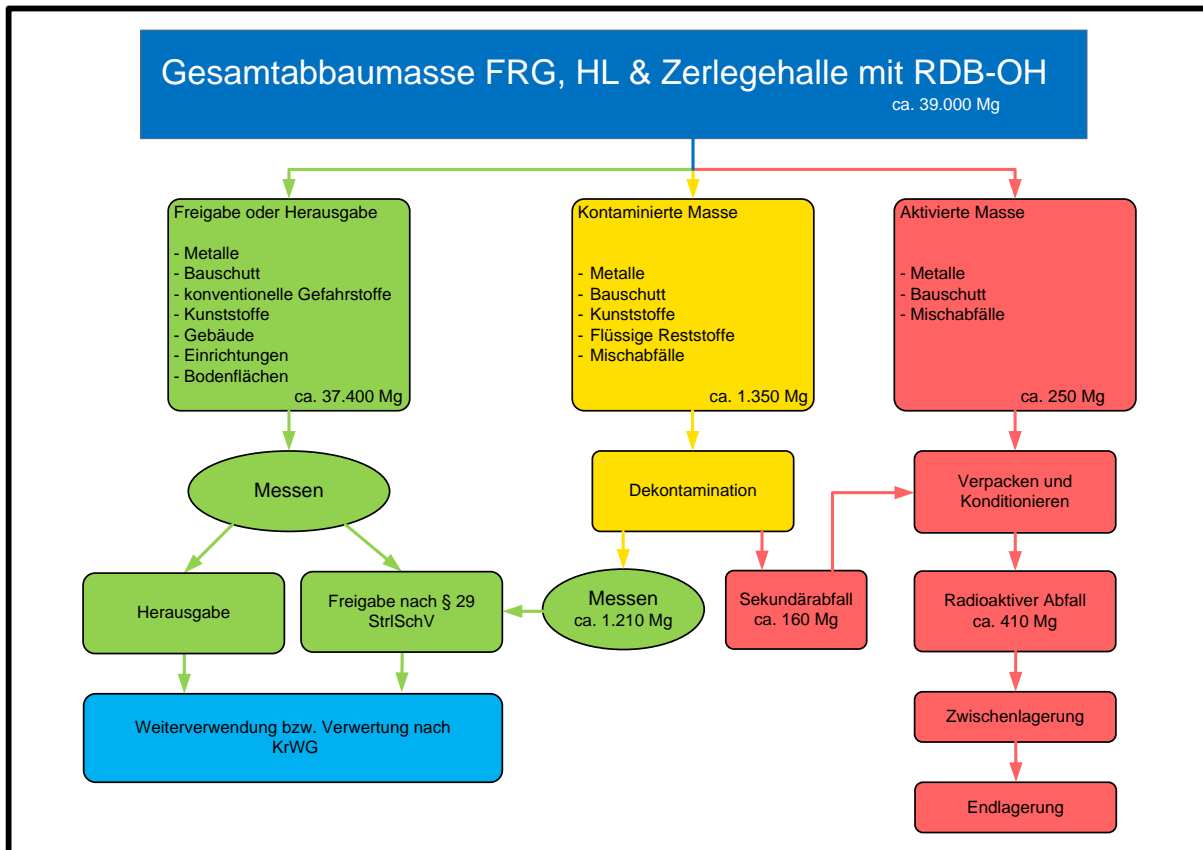 Gesamtabbaumasse FRG, HL & Zerlegehalle mit RDB-OH
ca. 39.000 Mg
Freigabe oder Herausgabe
- Metalle
- Bauschutt
- konventionelle Gefahrstoffe
- Kunststoffe
- Gebäude
- Einrichtungen
- Bodenflächen
ca. 37.400 Mg
Kontaminierte Masse
- Metalle
- Bauschutt
- Kunststoffe
- Flüssige Reststoffe
- Mischabfälle
ca. 1.350 Mg
Aktivierte Masse
- Metalle
- Bauschutt
- Mischabfälle
ca. 250 Mg
Messen
Dekontamination
Verpacken und
Konditionieren
Herausgabe
Freigabe nach § 29
StrlSchV
Messen
ca. 1.210 Mg
Sekundärabfall
ca. 160 Mg
Radioaktiver Abfall
ca. 410 Mg
Weiterverwendung bzw. Verwertung nach
KrWG
Zwischenlagerung
Endlagerung